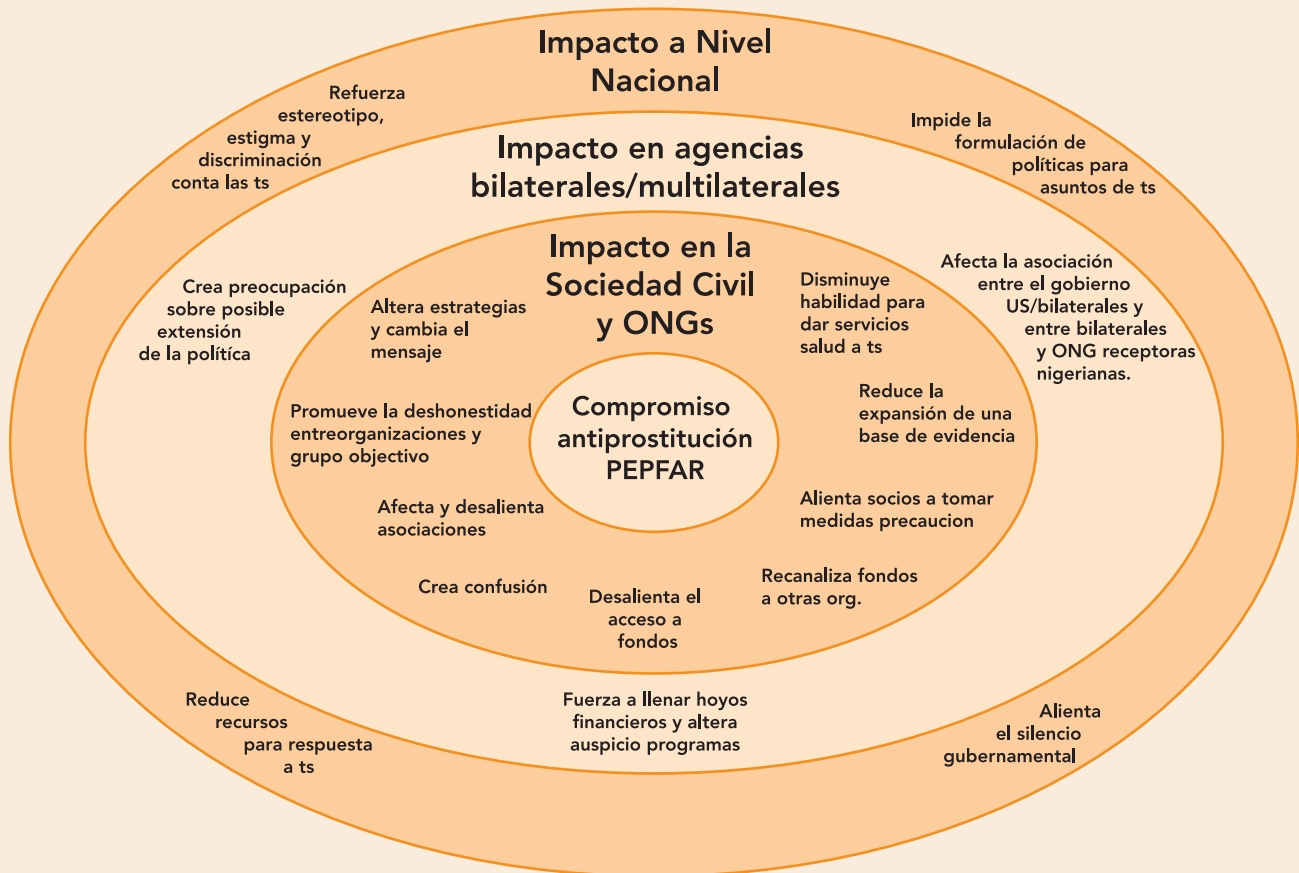 Impacto a Nivel
Nacional
Refuerza
estereotipo,
estigma y
discriminación
conta las ts
Impide la
formulación de
políticas para
asuntos de ts
Impacto en agencias
bilaterales/multilaterales
Crea preocupación
sobre posible
extensión
de la polítíca
Afecta la asociación
entre el gobierno
US/bilaterales y
entre bilaterales
y ONG receptoras
nigerianas.
Impacto en la
Sociedad Civil
y ONGs
Altera estrategias
y cambia el
mensaje
Disminuye
habilidad para
dar servicios
salud a ts
Promueve la deshonestidad
entreorganizaciones y
grupo objectivo
Compromiso
antiprostitución
PEPFAR
Reduce la
expansión de una
base de evidencia
Afecta y desalienta
asociaciones
Alienta socios a tomar
medidas precaucion
Crea confusión
Desalienta el
acceso a
fondos
Recanaliza fondos
a otras org.
Fuerza a llenar hoyos
financieros y altera
auspicio programas
Reduce
recursos
para respuesta
a ts
Alienta
el silencio
gubernamental